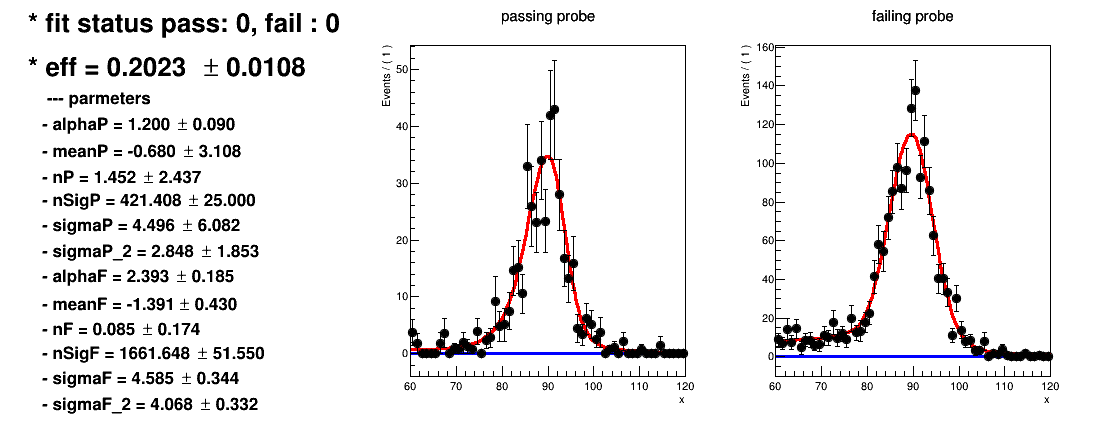 * fit status pass: 0, fail : 0
* eff = 0.2023 ± 0.0108
--- parmeters
- alphaP = 1.200 ± 0.090
- meanP = -0.680 ± 3.108
- nP = 1.452 ± 2.437
- nSigP = 421.408 ± 25.000
- sigmaP = 4.496 ± 6.082
- sigmaP_2 = 2.848 ± 1.853
- alphaF = 2.393 ± 0.185
- meanF = -1.391 ± 0.430
- nF = 0.085 ± 0.174
- nSigF = 1661.648 ± 51.550
- sigmaF = 4.585 ± 0.344
- sigmaF_2 = 4.068 ± 0.332
passing probe
Events / ( 1 )
50
40
30
20
10
0
60 70 80 90 100 110 120
x
failing probe
Events / ( 1 )
160
140
120
100
80
60
40
20
0
60 70 80 90 100 110 120
x